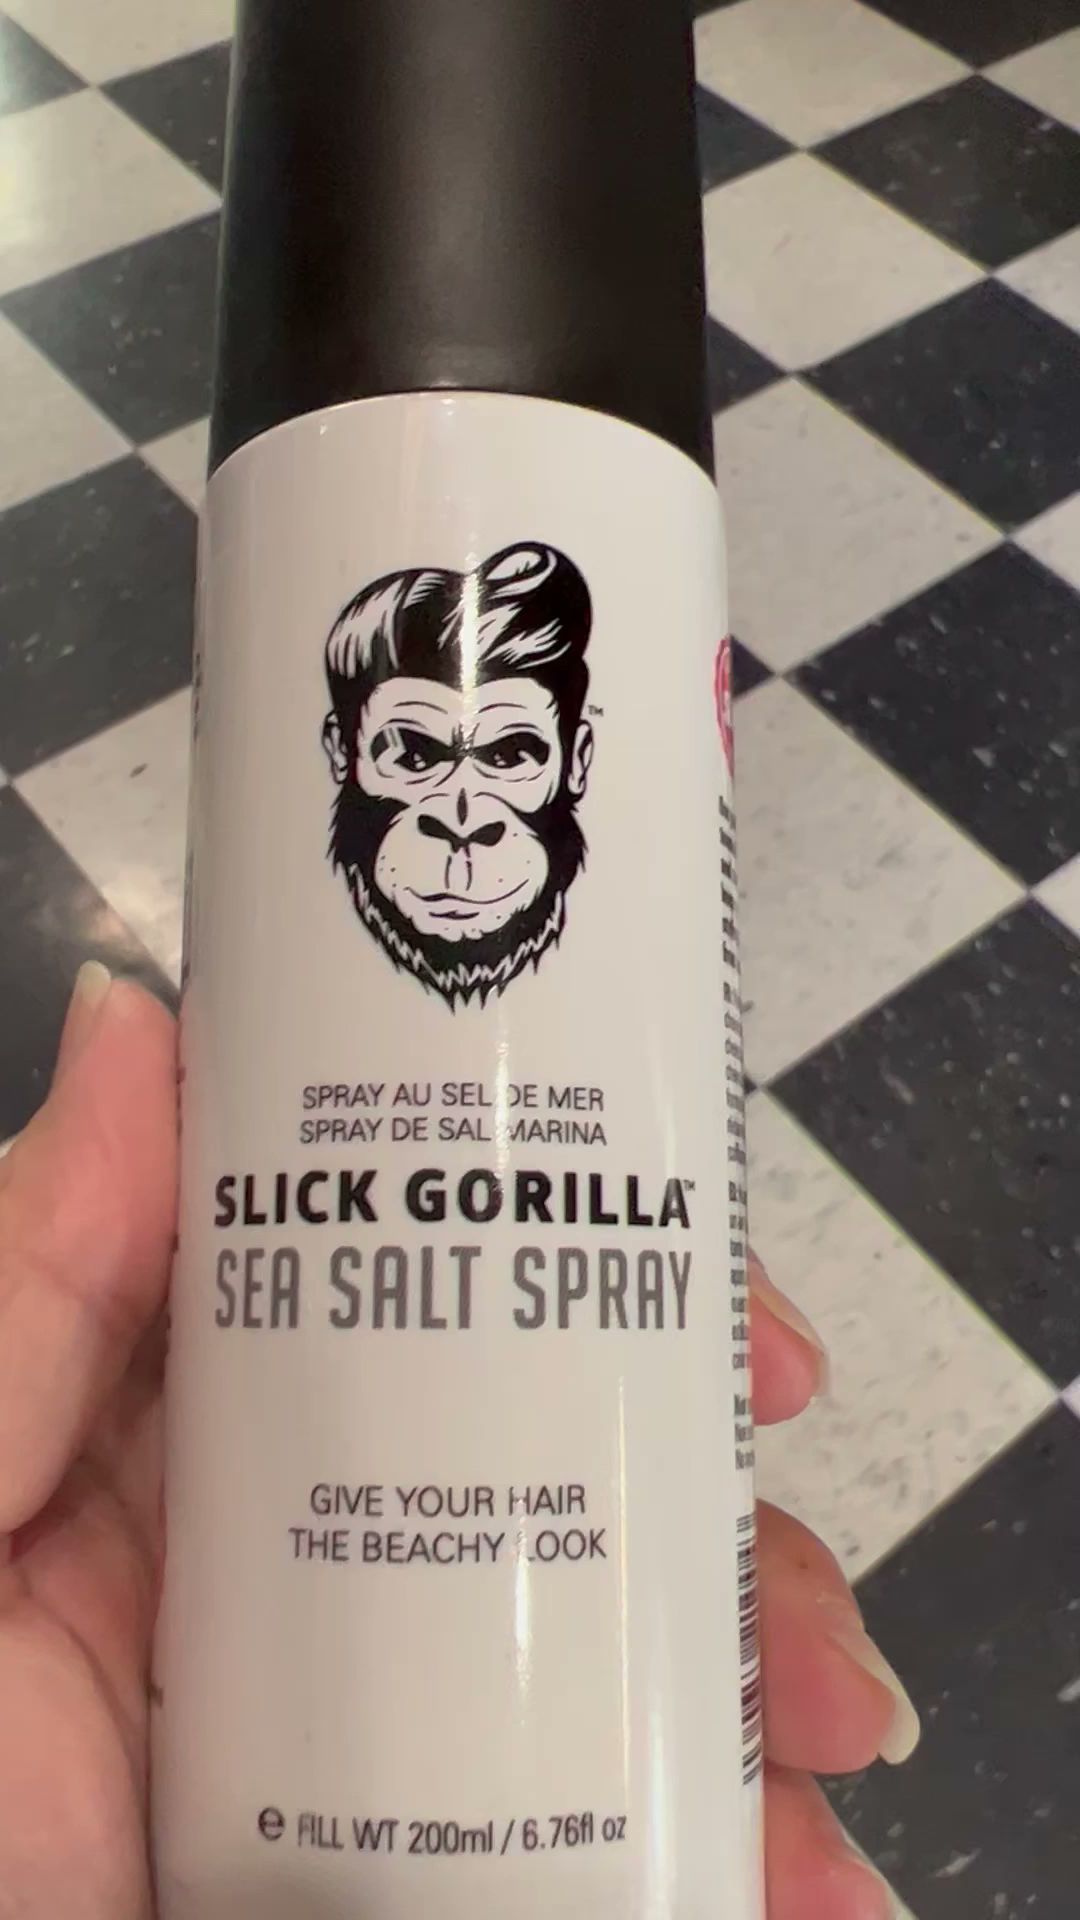 SPRAY AU SEL DE MER
SPRAY DE SAL MARINA
SLICK GORILLA™
SEA SALT SPRAY
GIVE YOUR HAIR
THE BEACHY LOOK
℮ FILL WT 200ml / 6.76fl oz